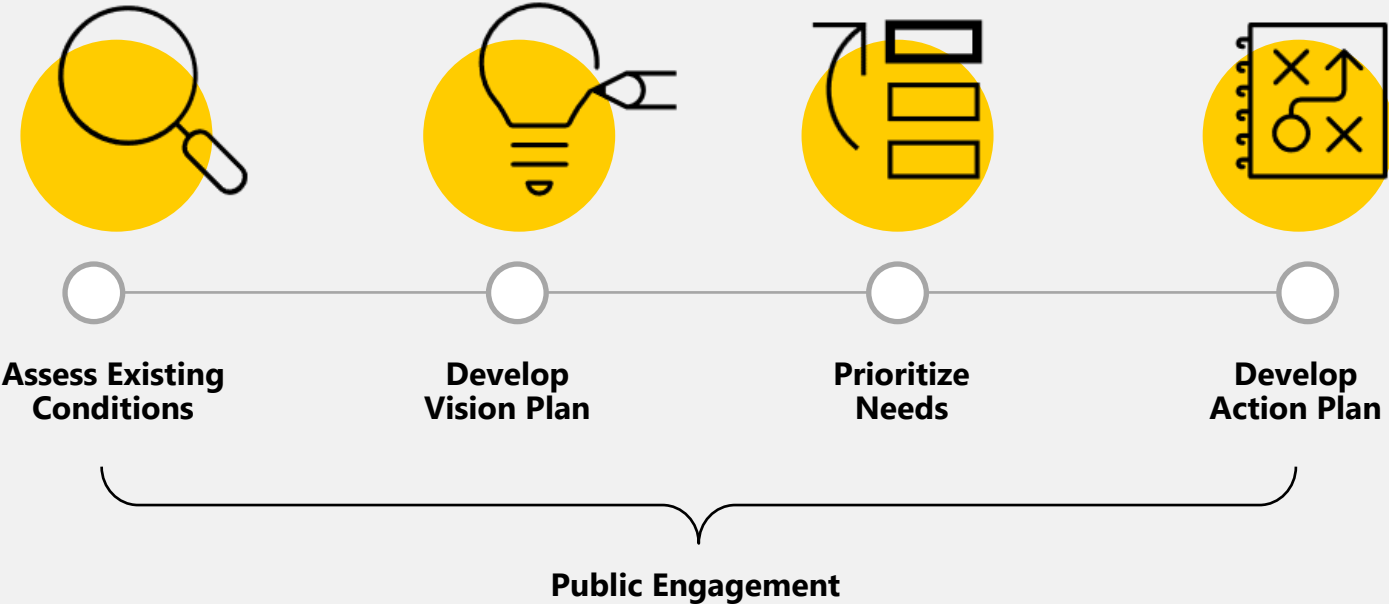 Assess Existing
Conditions
Develop
Vision Plan
Prioritize
Needs
Develop
Action Plan
Public Engagement